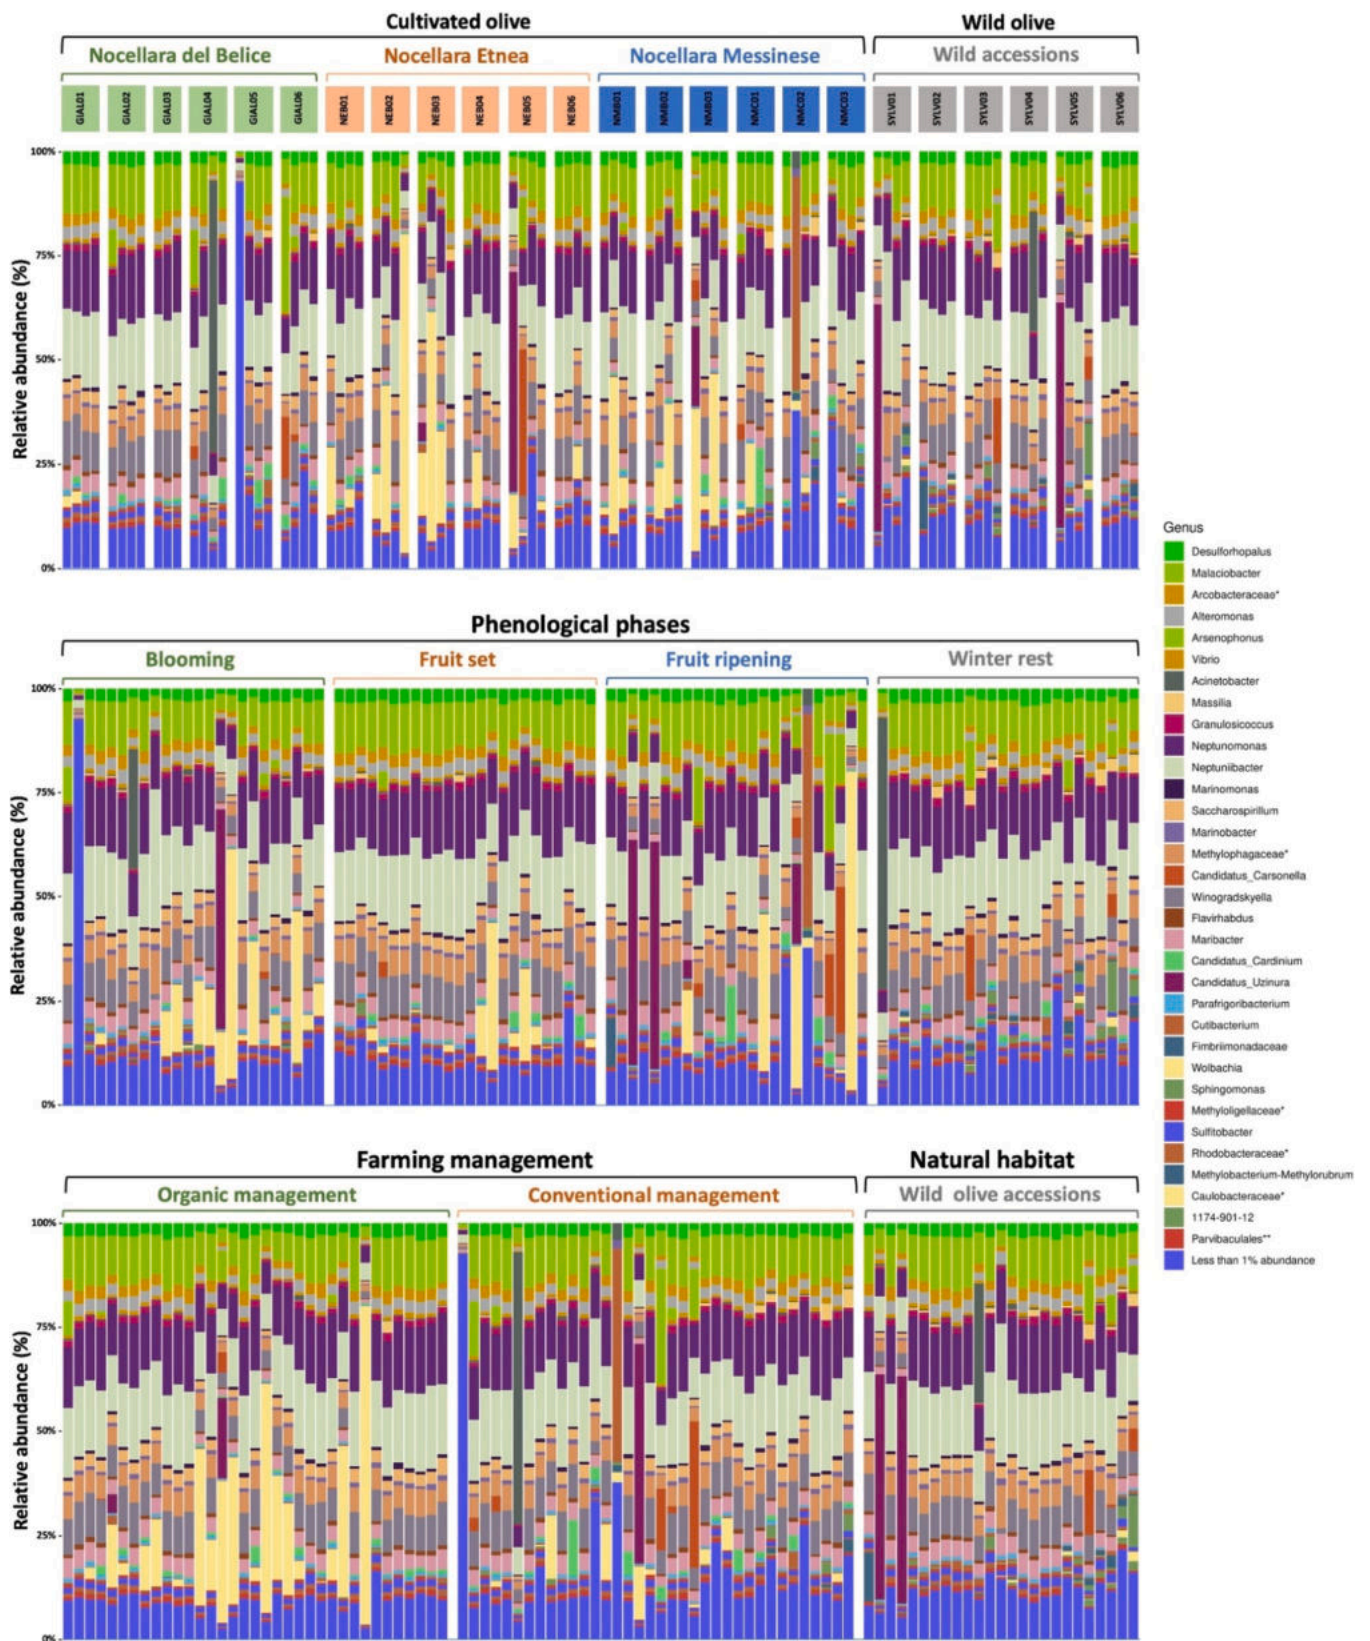 Cultivated olive
Wild olive
Nocellara del Belice
Nocellara Etnea
Nocellara Messinese
Wild accessions
GIAL01
GIAL02
GIAL03
GIAL04
GIAL05
GIAL06
NEB01
NEB02
NEB03
NEB04
NEB05
NEB06
NMB01
NMB02
NMB03
NMC01
NMC02
NMC03
SYLV01
SYLV02
SYLV03
SYLV04
SYLV05
SYLV06
Relative abundance (%)
100%
75%
50%
25%
0%
Phenological phases
Blooming
Fruit set
Fruit ripening
Winter rest
Relative abundance (%)
100%
75%
50%
25%
0%
Farming management
Natural habitat
Organic management
Conventional management
Wild olive accessions
Relative abundance (%)
100%
75%
50%
25%
0%
Genus
Desulforhopalus
Malaciobacter
Arcobacteraceae*
Alteromonas
Arsenophonus
Vibrio
Acinetobacter
Massilia
Granulosicoccus
Neptunomonas
Neptuniibacter
Marinomonas
Saccharospirillum
Marinobacter
Methylophagaceae*
Candidatus_Carsonella
Winogradskyella
Flavirhabdus
Maribacter
Candidatus_Cardinium
Candidatus_Uzinura
Parafrigoribacterium
Cutibacterium
Fimbriimonadaceae
Wolbachia
Sphingomonas
Methyloligellaceae*
Sulfitobacter
Rhodobacteraceae*
Methylobacterium-Methylorubrum
Caulobacteraceae*
1174-901-12
Parvibaculales**
Less than 1% abundance